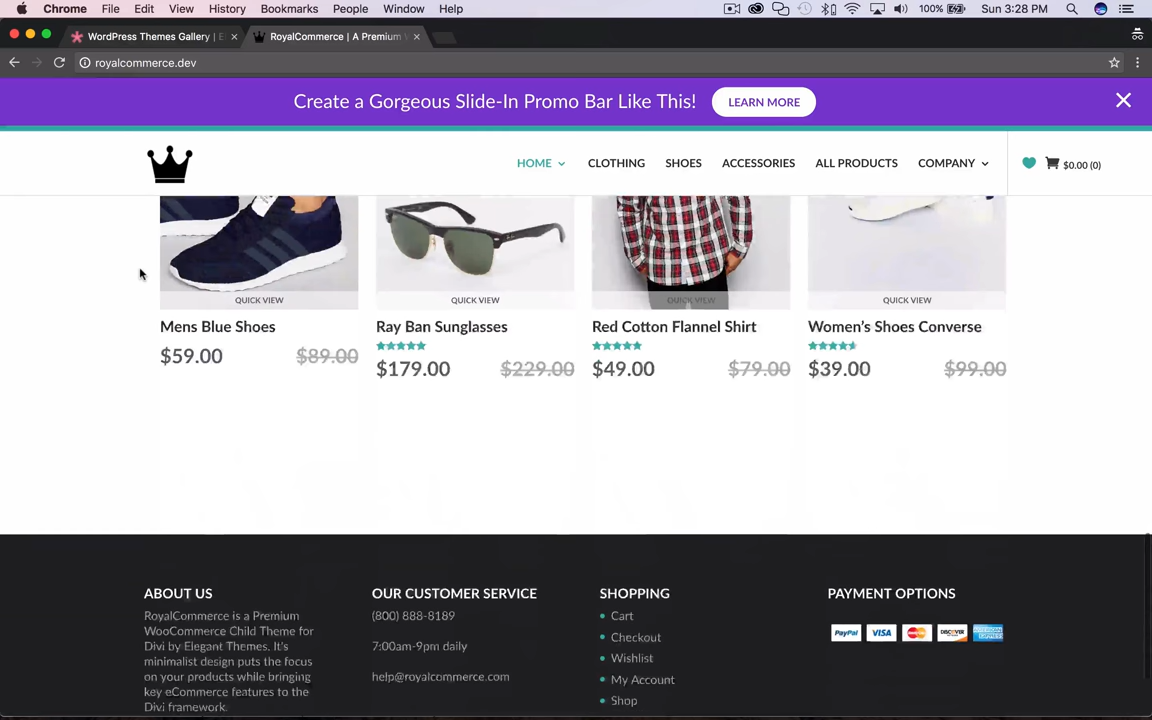 Chrome File Edit View History Bookmarks People Window Help 100% Sun 3:28 PM
WordPress Themes Gallery | RoyalCommerce | A Premium
royalcommerce.dev
Create a Gorgeous Slide-In Promo Bar Like This! LEARN MORE
HOME CLOTHING SHOES ACCESSORIES ALL PRODUCTS COMPANY $0.00 (0)
QUICK VIEW QUICK VIEW QUICK VIEW QUICK VIEW
Mens Blue Shoes Ray Ban Sunglasses Red Cotton Flannel Shirt Women's Shoes Converse
$59.00 $89.00 $179.00 $229.00 $49.00 $79.00 $39.00 $99.00
ABOUT US
RoyalCommerce is a Premium
WooCommerce Child Theme for
Divi by Elegant Themes. It's
minimalist design puts the focus
on your products while bringing
key eCommerce features to the
Divi framework.
OUR CUSTOMER SERVICE
(800) 888-8189
7:00am-9pm daily
help@royalcommerce.com
SHOPPING
Cart
Checkout
Wishlist
My Account
Shop
PAYMENT OPTIONS
PayPal VISA MasterCard DISCOVER AMERICAN EXPRESS